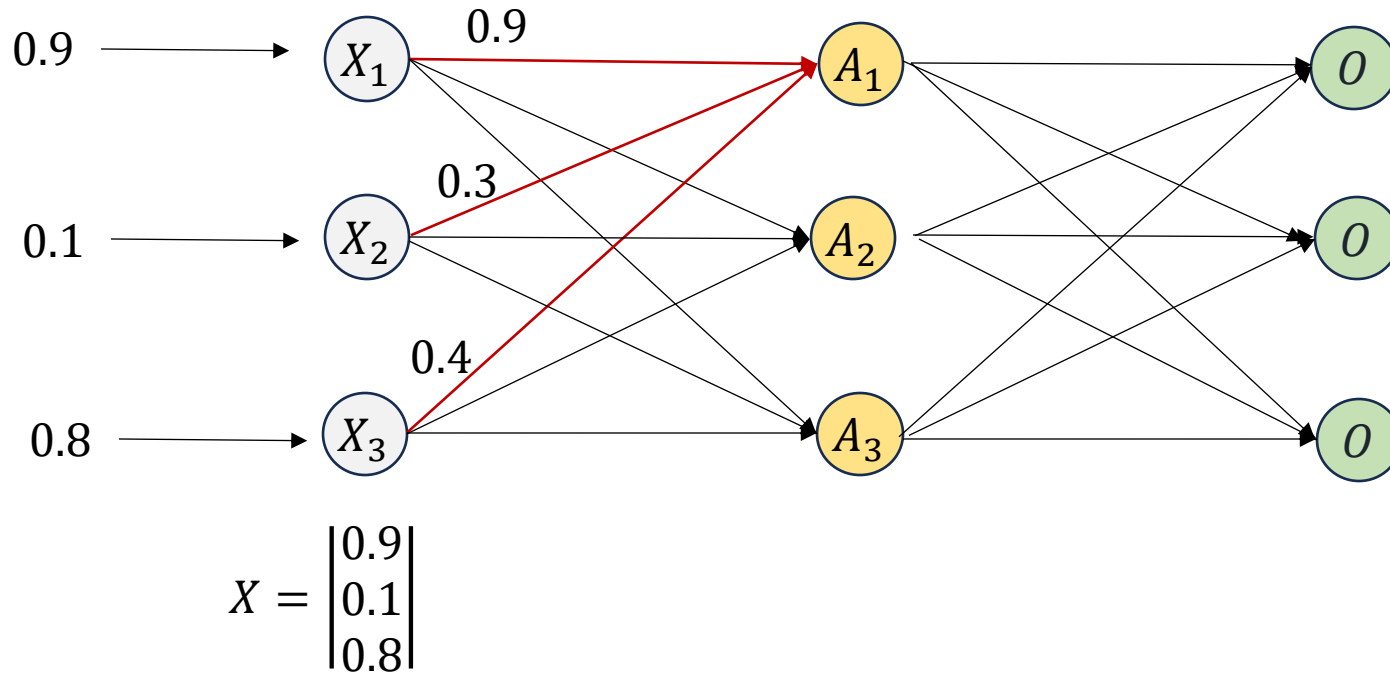 0.9 X₁ 0.9 A₁ O
0.3
0.1 X₂ A₂ O
0.4
0.8 X₃ A₃ O
X = |0.9|
|0.1|
|0.8|